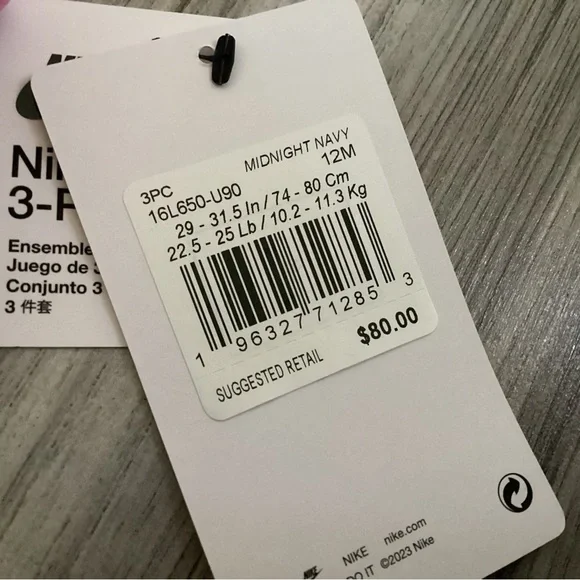 Ni
3-P
Ensemble
Juego de 3
Conjunto 3
3 件套
MIDNIGHT NAVY
3PC 12M
16L650-U90
29 - 31.5 In / 74 - 80 Cm
22.5 - 25 Lb / 10.2 - 11.3 Kg
1 96327 71285 3
SUGGESTED RETAIL $80.00
NIKE nike.com
DO IT ©2023 Nike